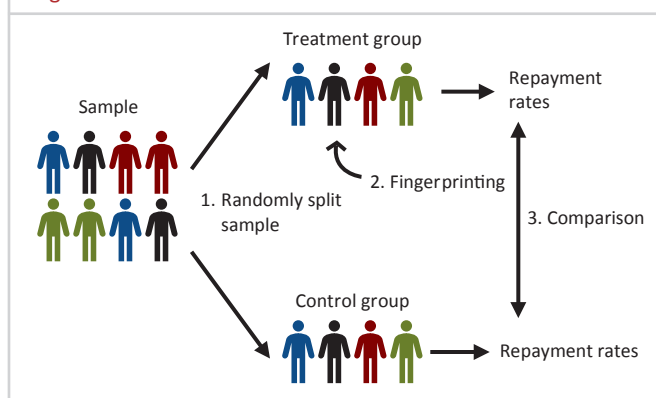 Treatment group
Repayment
rates
Sample
2. Fingerprinting
1. Randomly split
sample
3. Comparison
Control group
Repayment rates